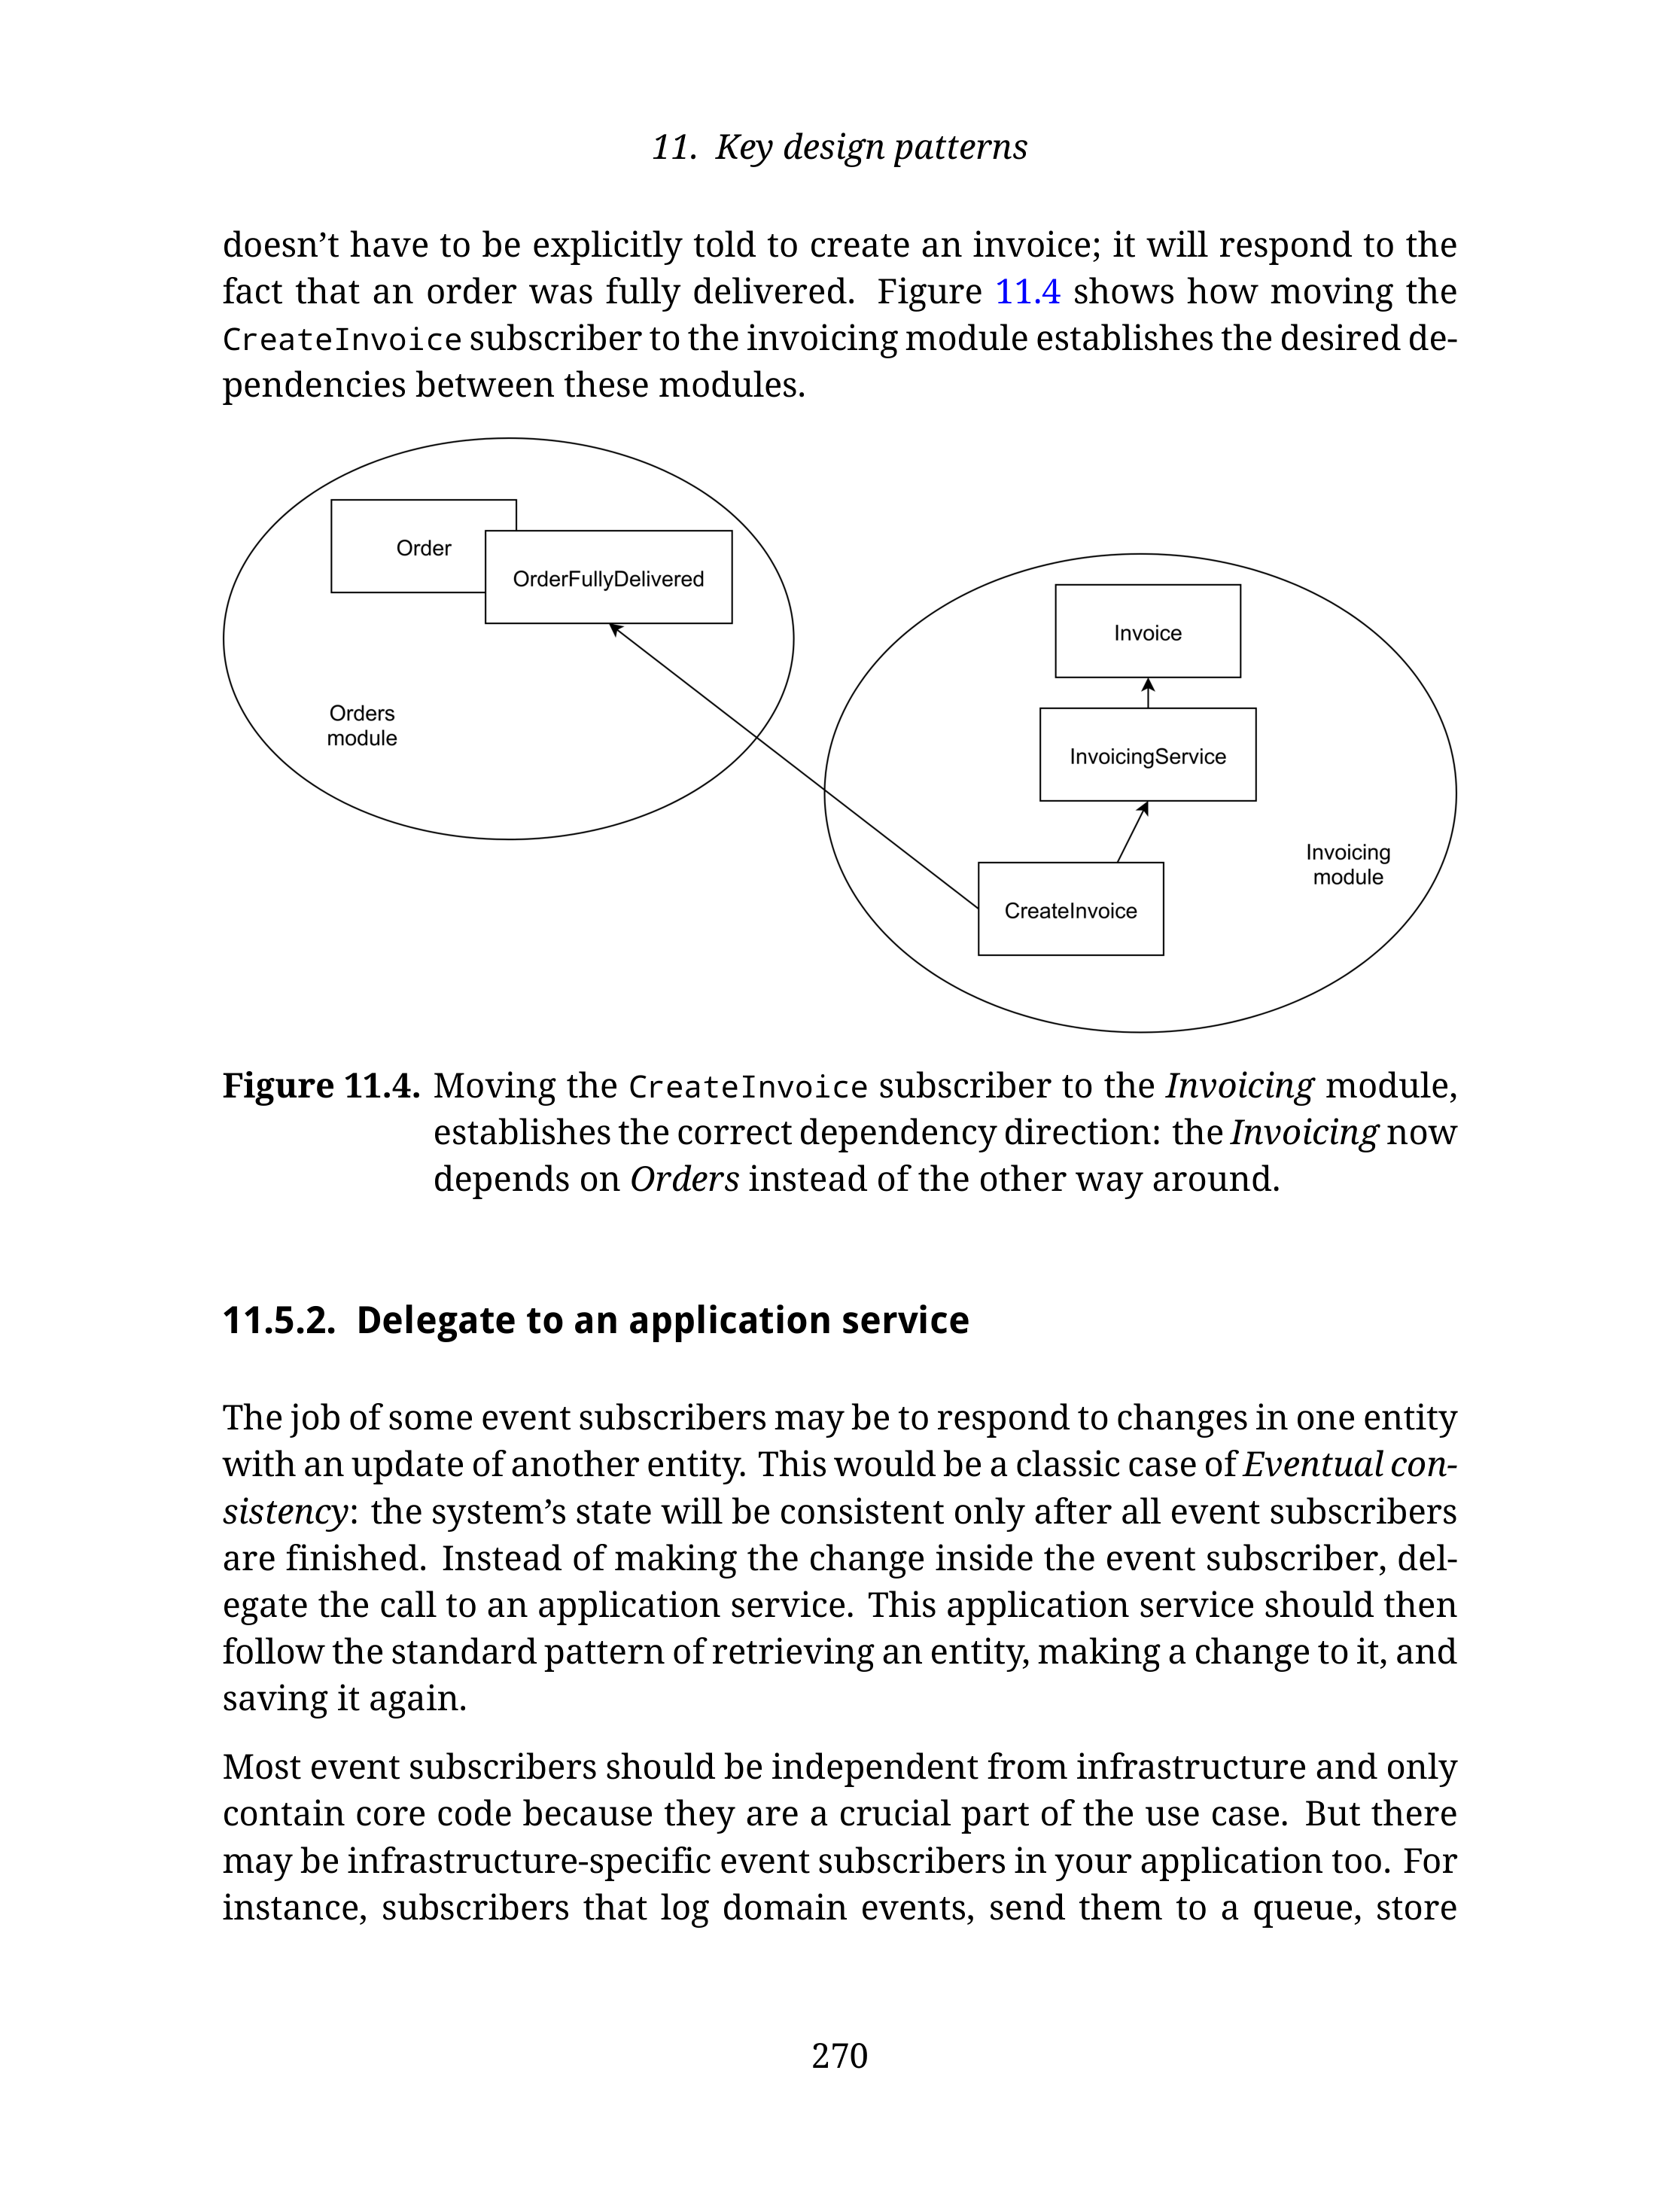 11. Key design patterns
doesn’t have to be explicitly told to create an invoice; it will respond to the
fact that an order was fully delivered. Figure 11.4 shows how moving the
CreateInvoice subscriber to the invoicing module establishes the desired de-
pendencies between these modules.
Order
OrderFullyDelivered
Orders
module
Invoice
InvoicingService
Invoicing
module
CreateInvoice
Figure 11.4. Moving the CreateInvoice subscriber to the Invoicing module,
establishes the correct dependency direction: the Invoicing now
depends on Orders instead of the other way around.
11.5.2. Delegate to an application service
The job of some event subscribers may be to respond to changes in one entity
with an update of another entity. This would be a classic case of Eventual con-
sistency: the system’s state will be consistent only after all event subscribers
are finished. Instead of making the change inside the event subscriber, del-
egate the call to an application service. This application service should then
follow the standard pattern of retrieving an entity, making a change to it, and
saving it again.
Most event subscribers should be independent from infrastructure and only
contain core code because they are a crucial part of the use case. But there
may be infrastructure-specific event subscribers in your application too. For
instance, subscribers that log domain events, send them to a queue, store
270